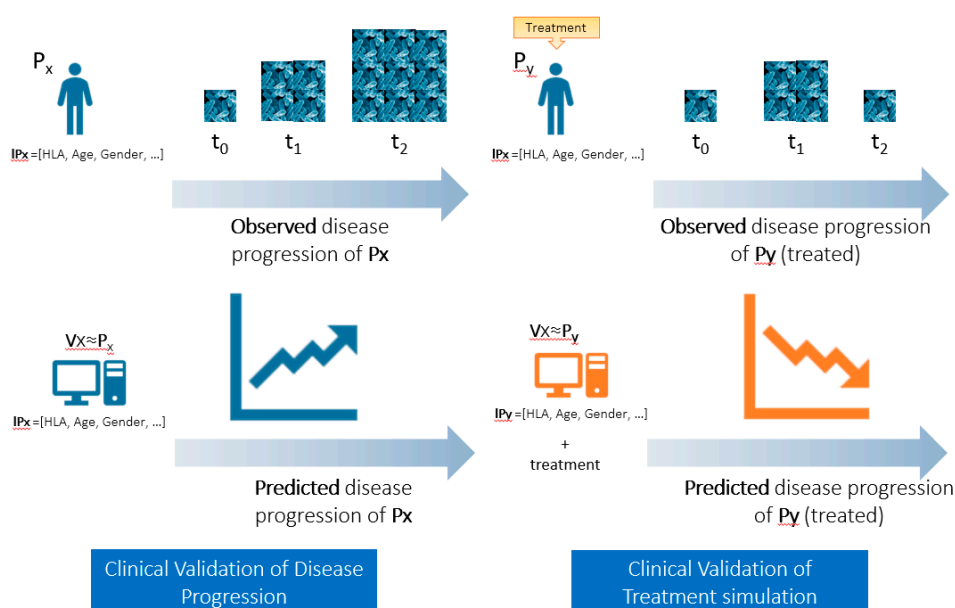 Treatment
Px
t0
t1
t2
IPx =[HLA, Age, Gender, ...]
Observed disease
progression of Px
Py
t0
t1
t2
IPx =[HLA, Age, Gender, ...]
Observed disease progression
of Py (treated)
Vx≈Px
IPx =[HLA, Age, Gender, ...]
Predicted disease
progression of Px
Vx≈Py
IPy =[HLA, Age, Gender, ...]
+
treatment
Predicted disease progression
of Py (treated)
Clinical Validation of Disease
Progression
Clinical Validation of
Treatment simulation